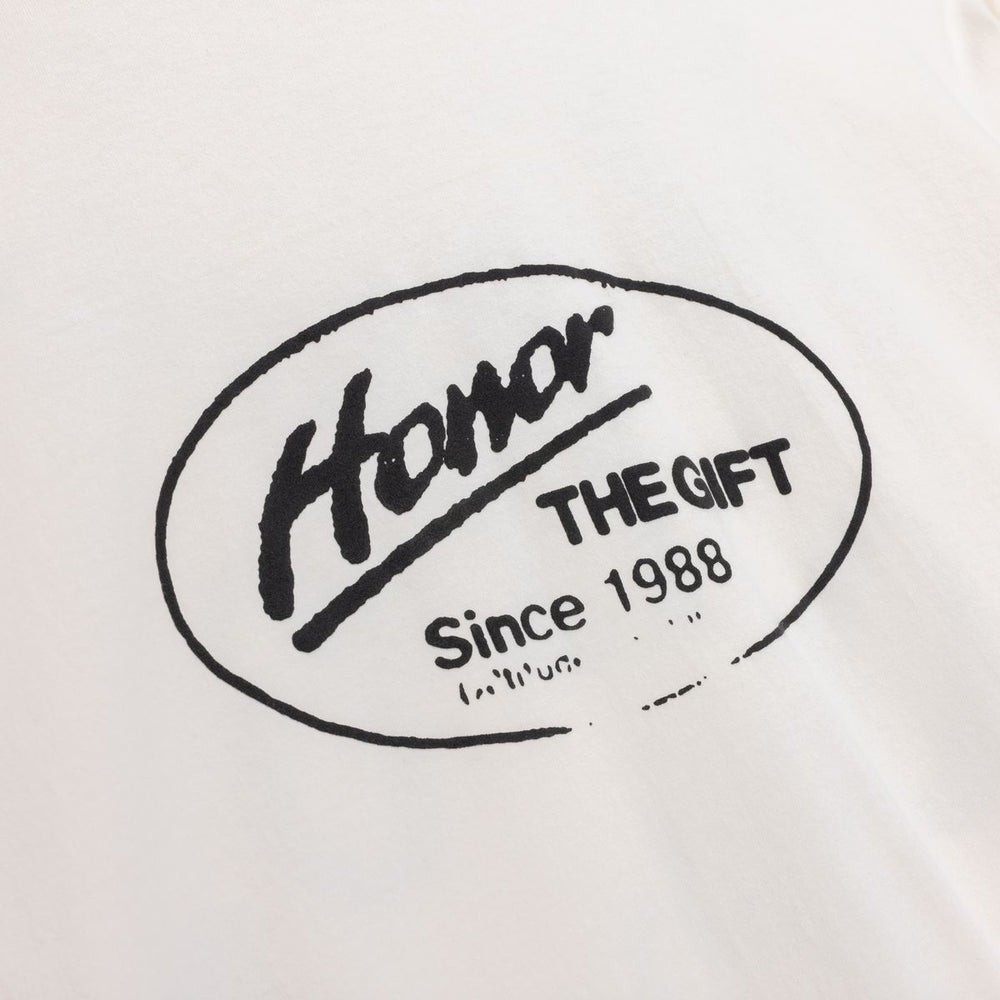 Honor
THE GIFT
Since 1988